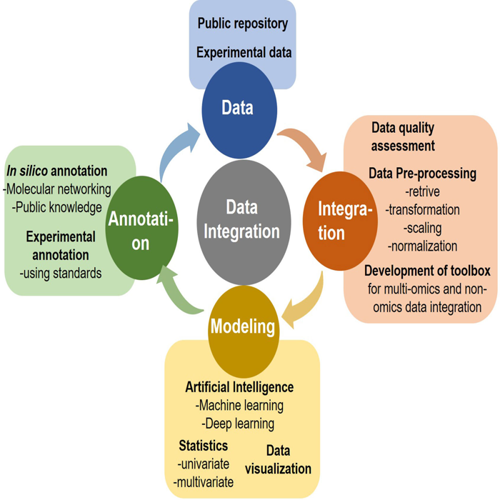 Public repository
Experimental data
Data
Data quality
assessment
Data Pre-processing
-retrive
-transformation
-scaling
-normalization
Development of toolbox
for multi-omics and non-
omics data integration
Integra-
tion
Data
Integration
In silico annotation
-Molecular networking
-Public knowledge
Experimental
annotation
-using standards
Annotati-
on
Modeling
Artificial Intelligence
-Machine learning
-Deep learning
Statistics
-univariate
-multivariate
Data
visualization